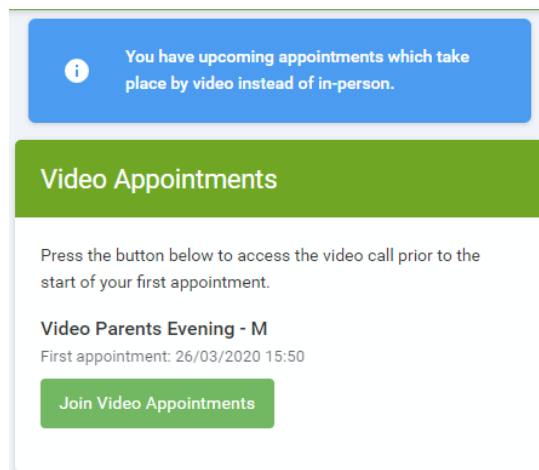 You have upcoming appointments which take
place by video instead of in-person.
Video Appointments
Press the button below to access the video call prior to the
start of your first appointment.
Video Parents Evening - M
First appointment: 26/03/2020 15:50
Join Video Appointments